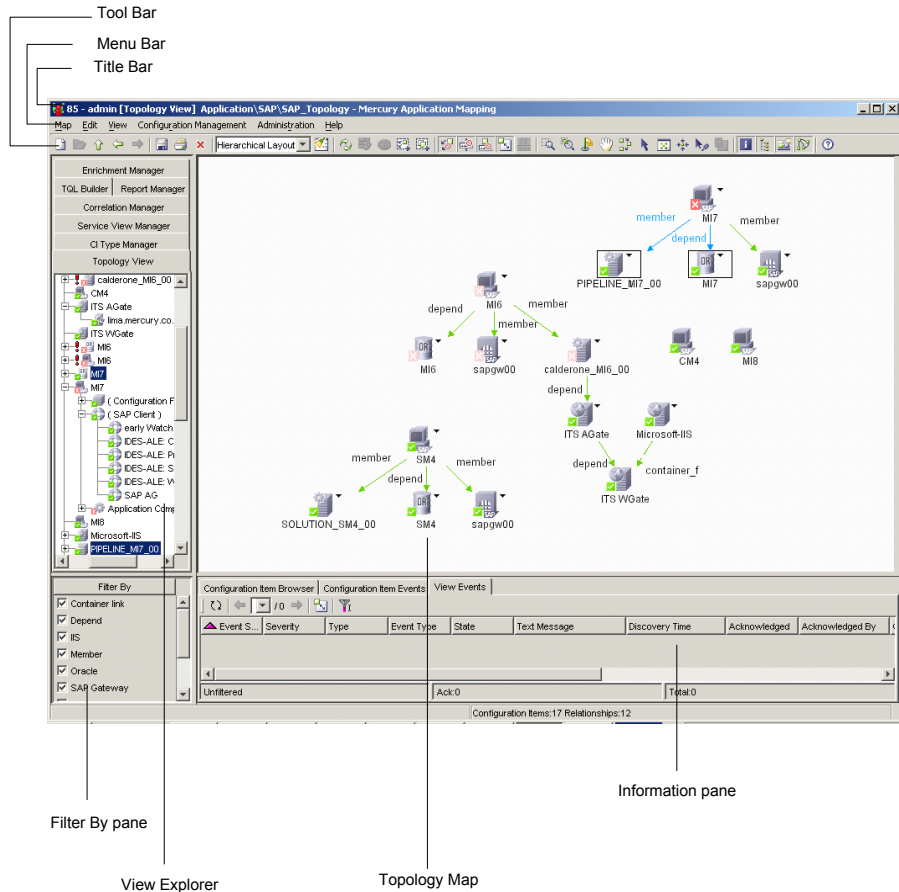 Tool Bar
Menu Bar
Title Bar
85 - admin [Topology View] Application\SAP\SAP_Topology - Mercury Application Mapping
Map Edit View Configuration Management Administration Help
Hierarchical Layout
Enrichment Manager
TQL Builder Report Manager
Correlation Manager
Service View Manager
CI Type Manager
Topology View
calderone_MI6_00
CM4
ITS AGate
lima.mercury.co.
ITS WGate
MI6
MI6
MI7
MI7
( Configuration F
( SAP Client )
early Watch
IDES-ALE: C
IDES-ALE: Pr
IDES-ALE: S
IDES-ALE: W
SAP AG
Application Comp
MI8
Microsoft-IIS
PIPELINE_MI7_00
MI7
member
depend
member
PIPELINE_MI7_00
MI7
sapgw00
MI6
depend
member
member
MI6
sapgw00
calderone_MI6_00
CM4
MI8
depend
ITS AGate
Microsoft-IIS
depend
container_f
ITS WGate
SM4
member
depend
member
SOLUTION_SM4_00
SM4
sapgw00
Filter By
Container link
Depend
IIS
Member
Oracle
SAP Gateway
Configuration Item Browser Configuration Item Events View Events
/ 0
Event S... Severity Type Event Type State Text Message Discovery Time Acknowledged Acknowledged By
Unfiltered Ack:0 Total:0
Configuration Items:17 Relationships:12
Information pane
Filter By pane
View Explorer
Topology Map